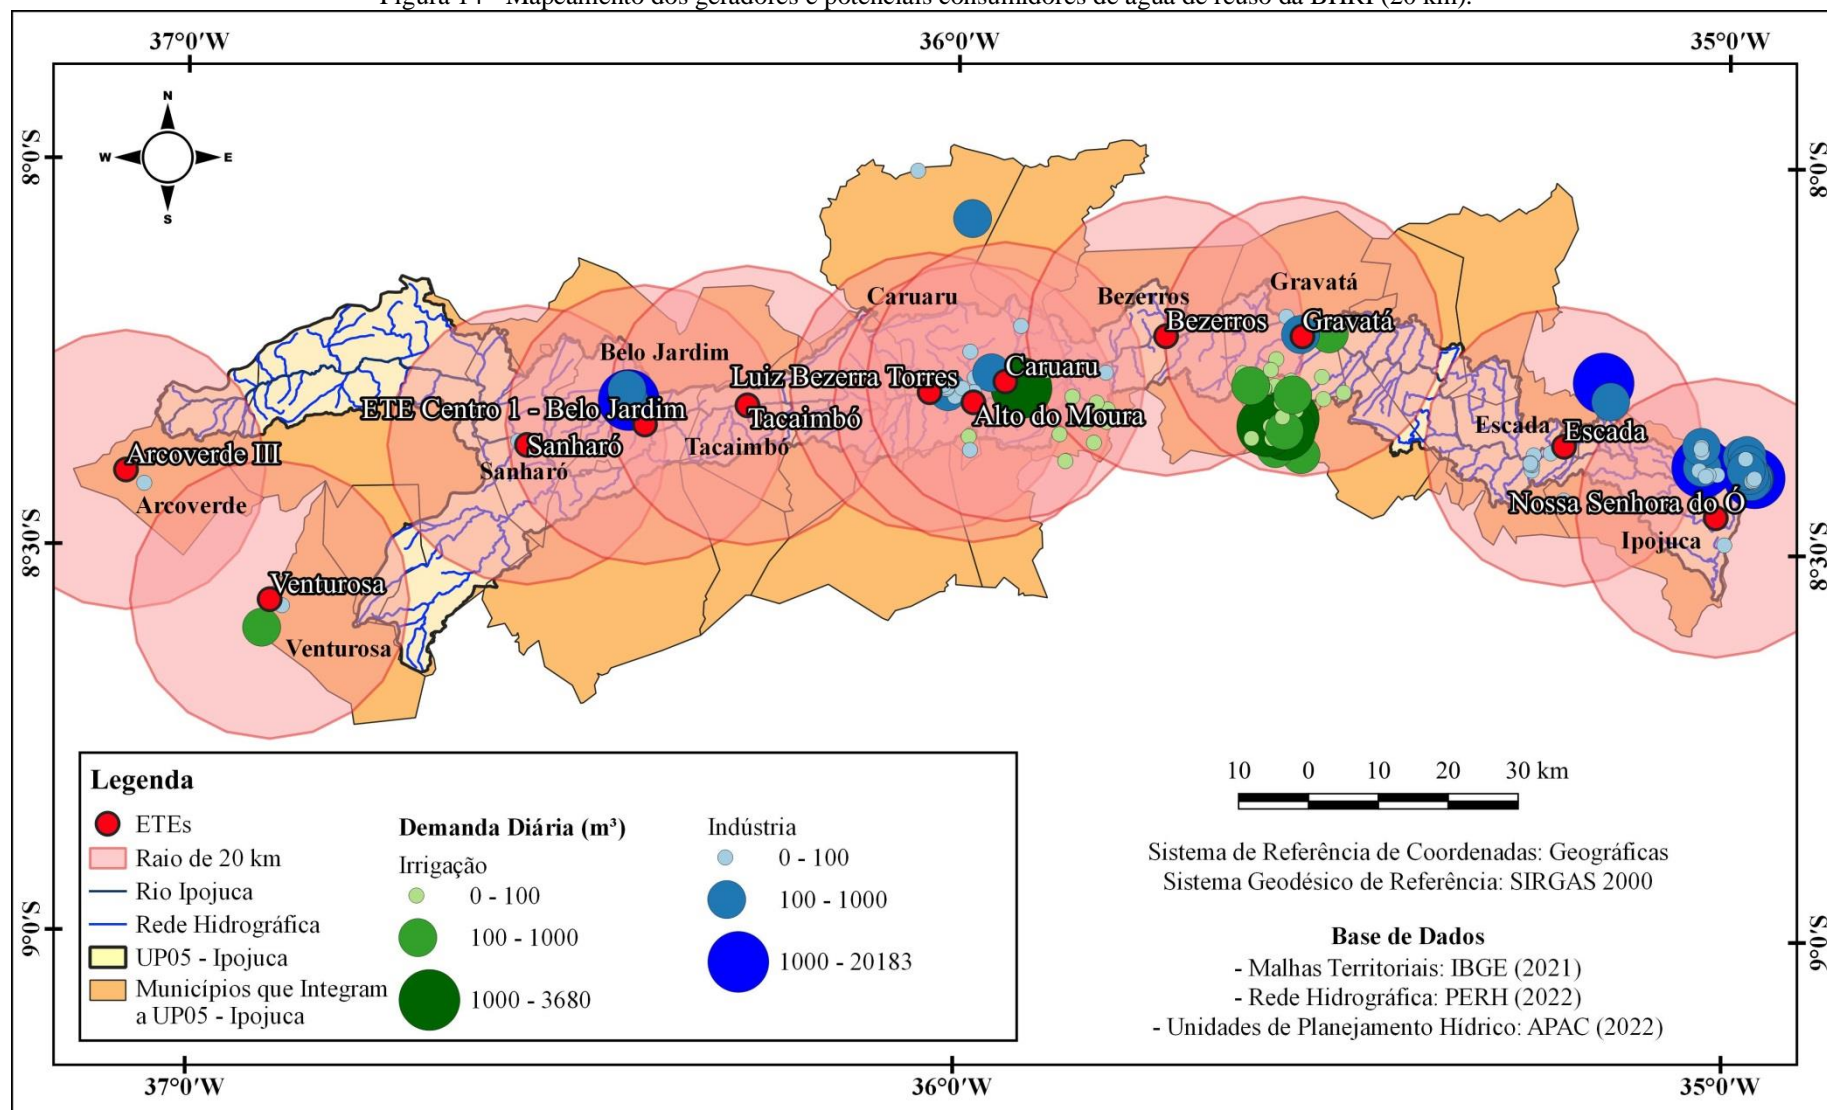 Figura 14 - Mapeamento dos geradores e potenciais consumidores de água de reúso da BHRI (20 km).
37°0'W
36°0'W
35°0'W
8°0'S
8°0'S
N
W
E
S
Caruaru
Bezerros
Gravatá
Bezerros
Gravatá
Belo Jardim
Luiz Bezerra Torres
Caruaru
ETE Centro 1 - Belo Jardim
Tacaimbó
Alto do Moura
Escada
Escada
Arcoverde III
Sanharó
Tacaimbó
Sanharó
Arcoverde
Nossa Senhora do Ó
Ipojuca
8°30'S
8°30'S
Venturosa
Venturosa
Legenda
ETEs
Raio de 20 km
Rio Ipojuca
Rede Hidrográfica
UP05 - Ipojuca
Municípios que Integram
a UP05 - Ipojuca
Demanda Diária (m³)
Irrigação
0 - 100
100 - 1000
1000 - 3680
Indústria
0 - 100
100 - 1000
1000 - 20183
10 0 10 20 30 km
Sistema de Referência de Coordenadas: Geográficas
Sistema Geodésico de Referência: SIRGAS 2000
Base de Dados
- Malhas Territoriais: IBGE (2021)
- Rede Hidrográfica: PERH (2022)
- Unidades de Planejamento Hídrico: APAC (2022)
9°0'S
9°0'S
37°0'W
36°0'W
35°0'W